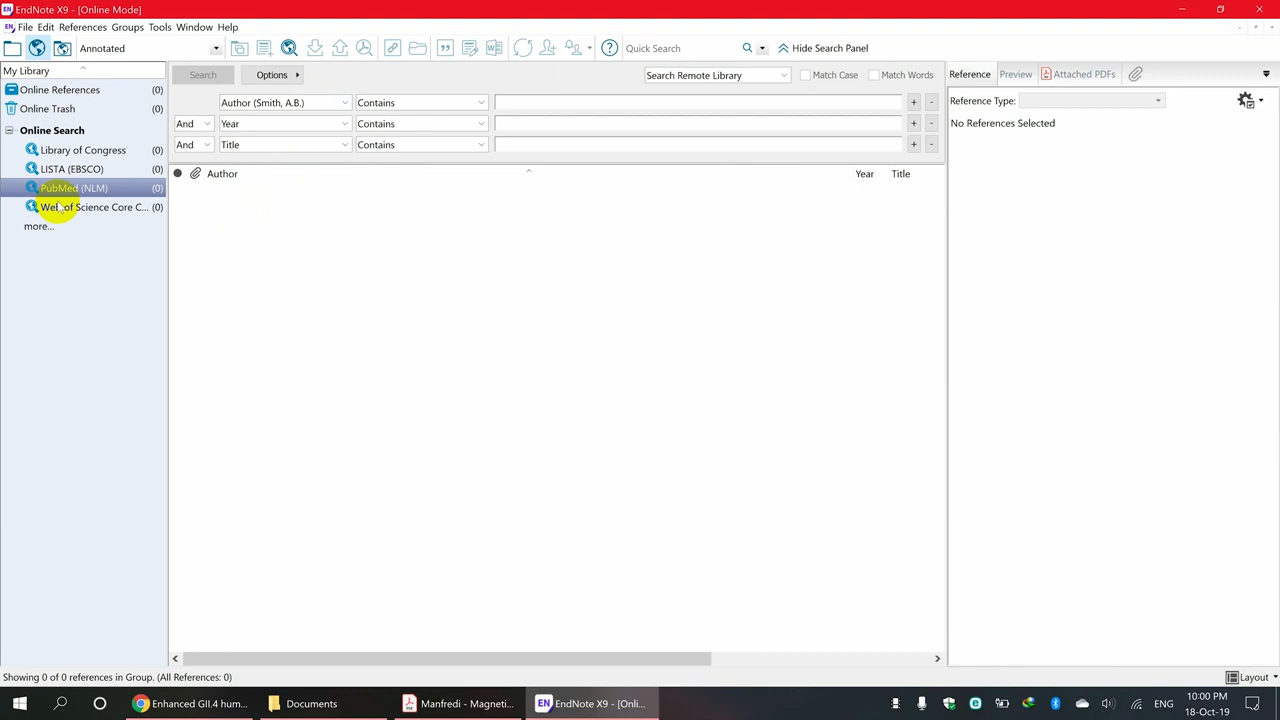 EndNote X9 - [Online Mode]
File Edit References Groups Tools Window Help
Annotated
Quick Search
Hide Search Panel
My Library
Online References (0)
Online Trash (0)
Online Search
Library of Congress (0)
LISTA (EBSCO) (0)
PubMed (NLM) (0)
Web of Science Core C... (0)
more...
Search Options Search Remote Library Match Case Match Words
Author (Smith, A.B.) Contains + -
And Year Contains + -
And Title Contains + -
Author Year Title
Reference Preview Attached PDFs
Reference Type:
No References Selected
Showing 0 of 0 references in Group. (All References: 0)
Layout
Enhanced GII.4 hum...
Documents
Manfredi - Magneti...
EndNote X9 - [Onli...
ENG
10:00 PM
18-Oct-19